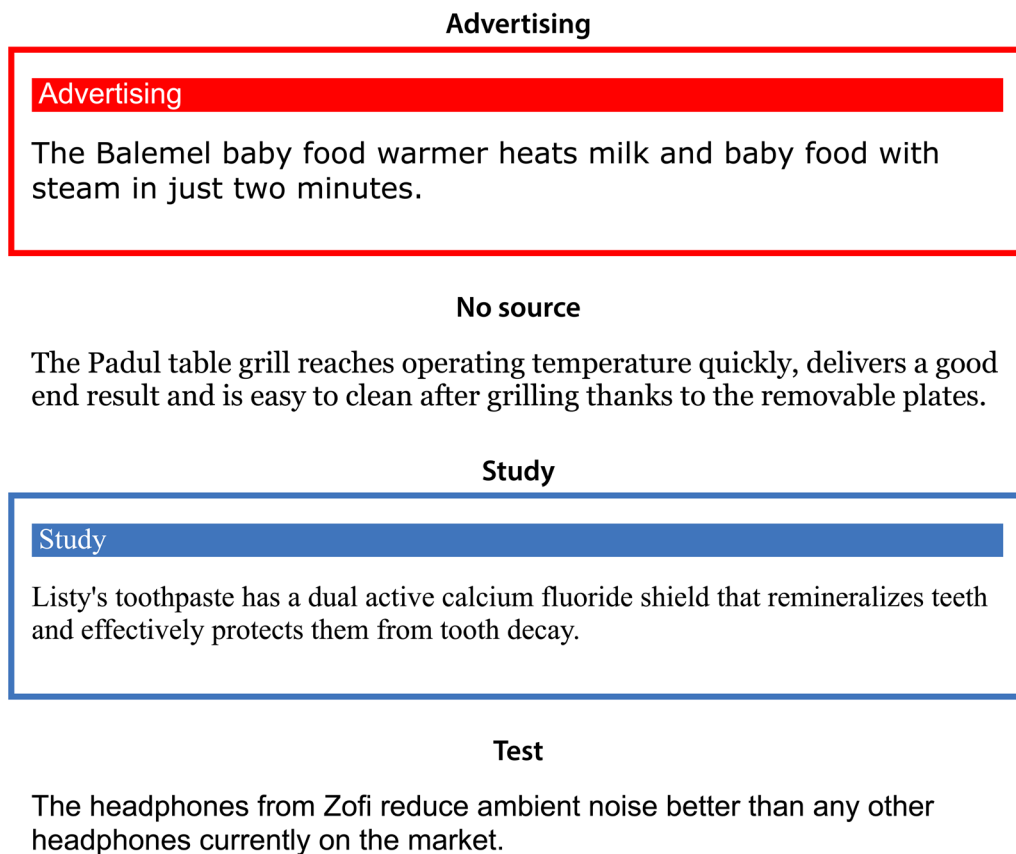 Advertising
Advertising
The Balemel baby food warmer heats milk and baby food with
steam in just two minutes.
No source
The Padul table grill reaches operating temperature quickly, delivers a good
end result and is easy to clean after grilling thanks to the removable plates.
Study
Study
Listy's toothpaste has a dual active calcium fluoride shield that remineralizes teeth
and effectively protects them from tooth decay.
Test
The headphones from Zofi reduce ambient noise better than any other
headphones currently on the market.